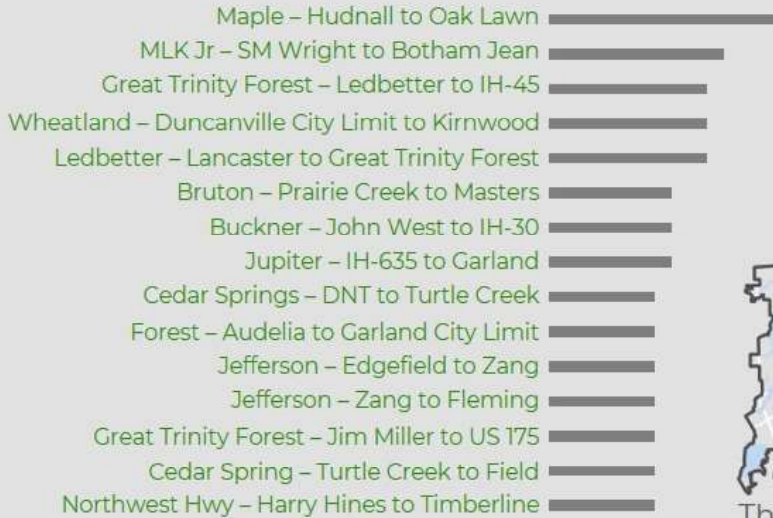 Maple – Hudnall to Oak Lawn
MLK Jr – SM Wright to Botham Jean
Great Trinity Forest – Ledbetter to IH-45
Wheatland – Duncanville City Limit to Kirnwood
Ledbetter – Lancaster to Great Trinity Forest
Bruton – Prairie Creek to Masters
Buckner – John West to IH-30
Jupiter – IH-635 to Garland
Cedar Springs – DNT to Turtle Creek
Forest – Audelia to Garland City Limit
Jefferson – Edgefield to Zang
Jefferson – Zang to Fleming
Great Trinity Forest – Jim Miller to US 175
Cedar Spring – Turtle Creek to Field
Northwest Hwy – Harry Hines to Timberline
Th